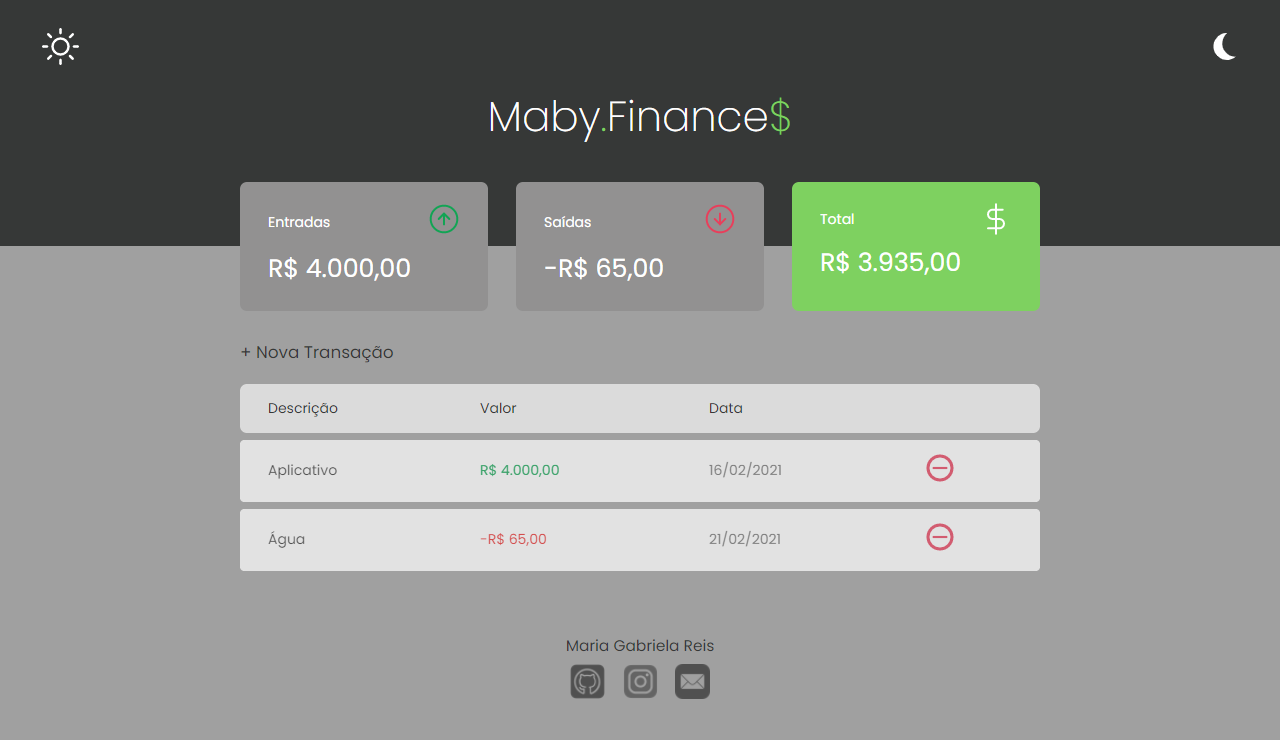 Maby.Finance$
Entradas
R$ 4.000,00
Saídas
-R$ 65,00
Total
$
R$ 3.935,00
+ Nova Transação
Descrição Valor Data
Aplicativo R$ 4.000,00 16/02/2021
Água -R$ 65,00 21/02/2021
Maria Gabriela Reis